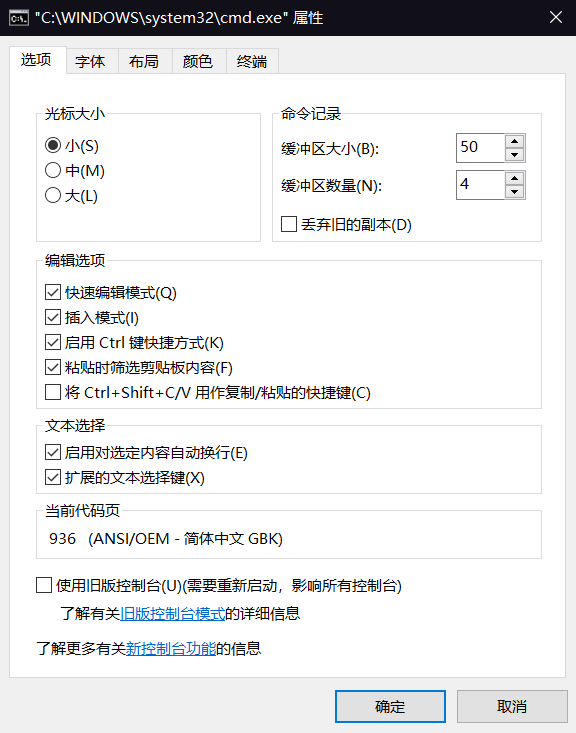 "C:\WINDOWS\system32\cmd.exe" 属性
选项 字体 布局 颜色 终端
光标大小
小(S)
中(M)
大(L)
命令记录
缓冲区大小(B): 50
缓冲区数量(N): 4
丢弃旧的副本(D)
编辑选项
快速编辑模式(Q)
插入模式(I)
启用 Ctrl 键快捷方式(K)
粘贴时筛选剪贴板内容(F)
将 Ctrl+Shift+C/V 用作复制/粘贴的快捷键(C)
文本选择
启用对选定内容自动换行(E)
扩展的文本选择键(X)
当前代码页
936 (ANSI/OEM - 简体中文 GBK)
使用旧版控制台(U)(需要重新启动，影响所有控制台)
了解有关旧版控制台模式的详细信息
了解更多有关新控制台功能的信息
确定 取消